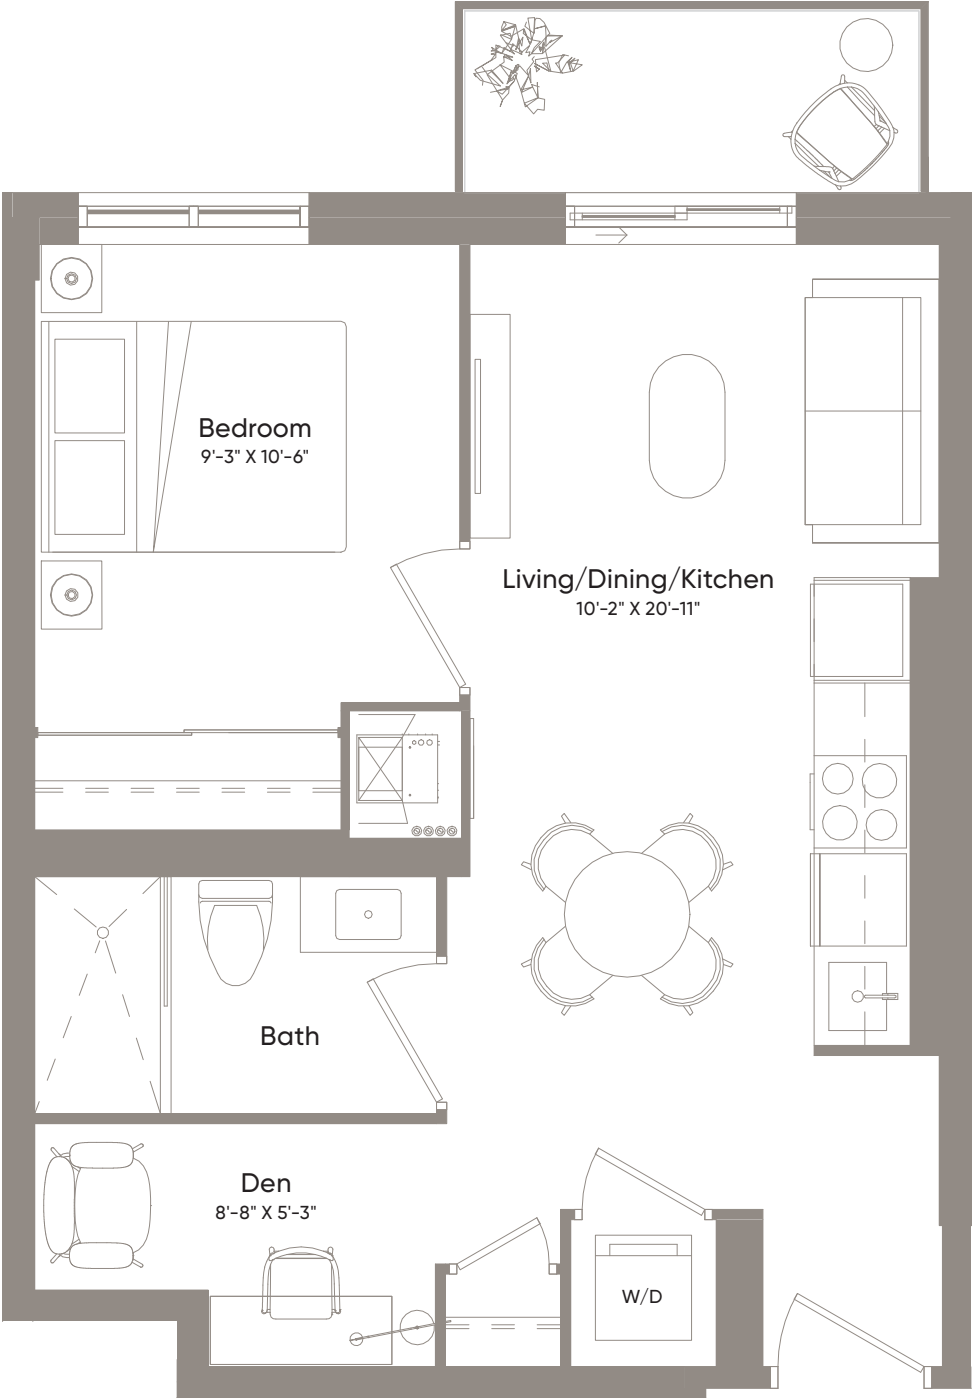 Bedroom
9'-3" X 10'-6"
Living/Dining/Kitchen
10'-2" X 20'-11"
Bath
Den
8'-8" X 5'-3"
W/D